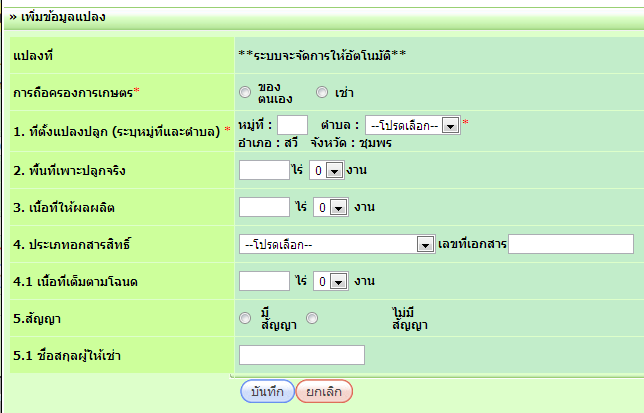 » เพิ่มข้อมูลแปลง
แปลงที่ **ระบบจะจัดการให้อัตโนมัติ**
การถือครองการเกษตร* ของตนเอง เช่า
1. ที่ตั้งแปลงปลูก (ระบุหมู่ที่และตำบล) * หมู่ที่ : ตำบล : --โปรดเลือก-- *
อำเภอ : สวี จังหวัด : ชุมพร
2. พื้นที่เพาะปลูกจริง ไร่ 0 งาน
3. เนื้อที่ให้ผลผลิต ไร่ 0 งาน
4. ประเภทอกสารสิทธิ์ --โปรดเลือก-- เลขที่เอกสาร
4.1 เนื้อที่เต็มตามโฉนด ไร่ 0 งาน
5.สัญญา มีสัญญา ไม่มีสัญญา
5.1 ชื่อสกุลผู้ให้เช่า
บันทึก ยกเลิก